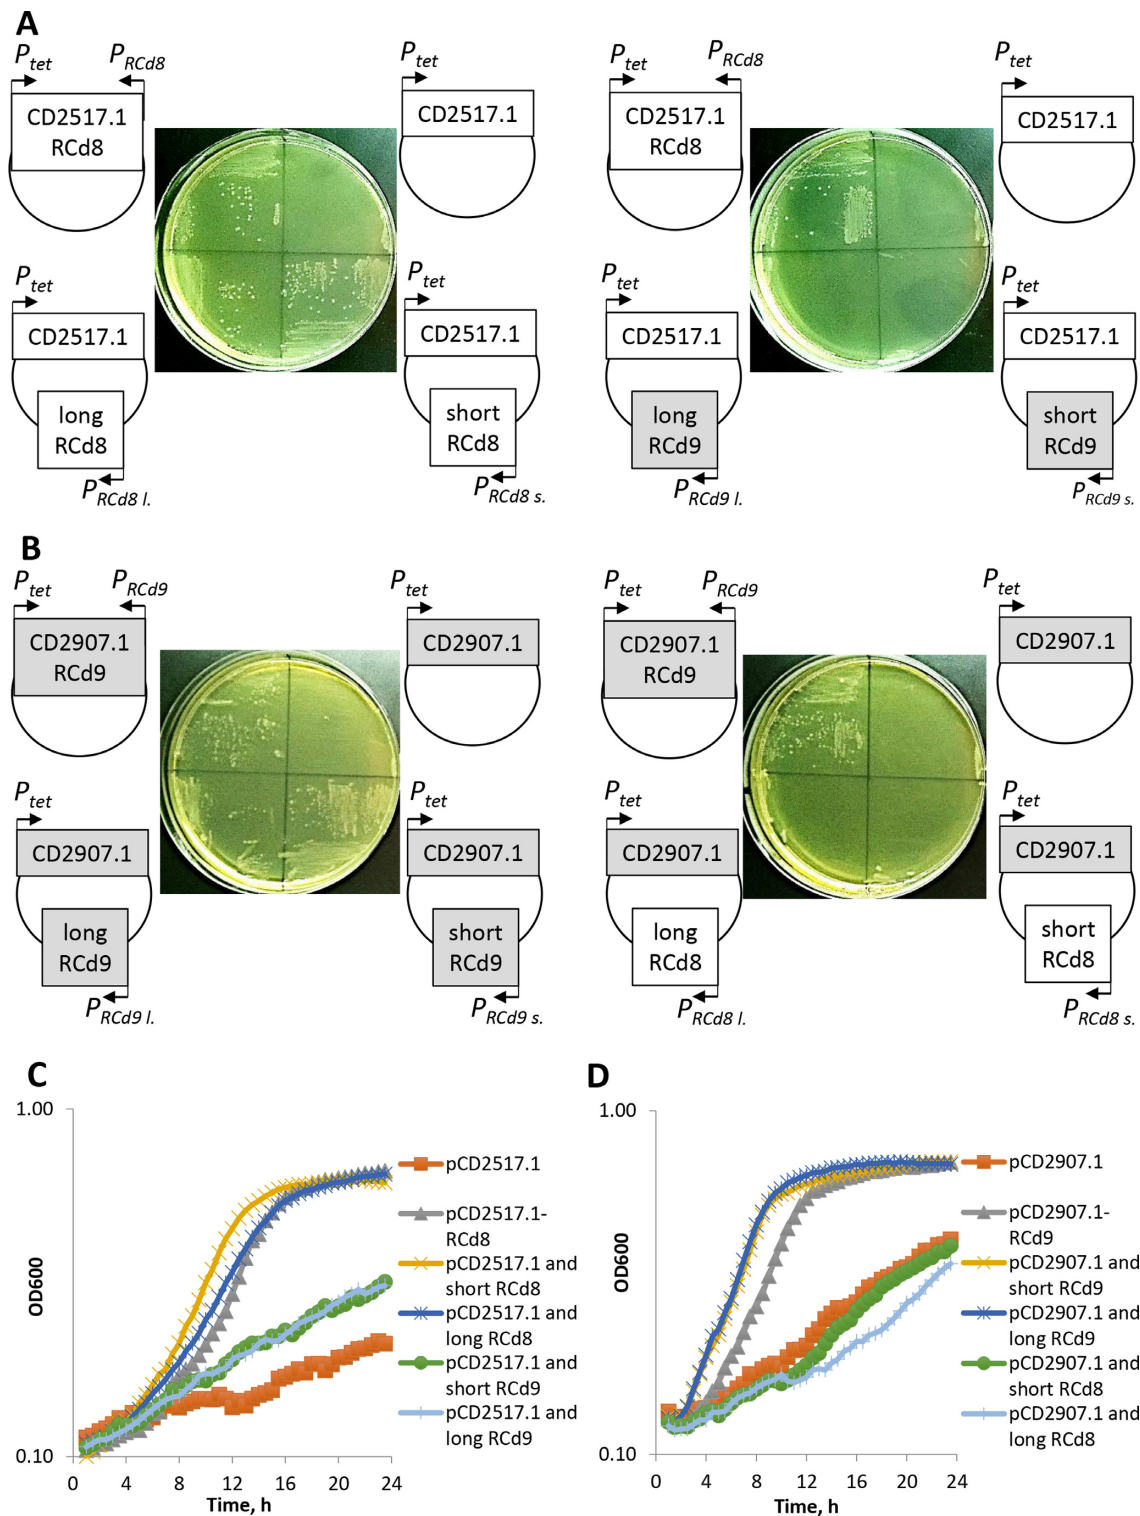 A
Ptet PRCd8
CD2517.1
RCd8
Ptet
CD2517.1
Ptet PRCd8
CD2517.1
RCd8
Ptet
CD2517.1
Ptet
CD2517.1
long
RCd8
PRCd8 l.
Ptet
CD2517.1
short
RCd8
PRCd8 s.
Ptet
CD2517.1
long
RCd9
PRCd9 l.
Ptet
CD2517.1
short
RCd9
PRCd9 s.
B
Ptet PRCd9
CD2907.1
RCd9
Ptet
CD2907.1
Ptet PRCd9
CD2907.1
RCd9
Ptet
CD2907.1
Ptet
CD2907.1
long
RCd9
PRCd9 l.
Ptet
CD2907.1
short
RCd9
PRCd9 s.
Ptet
CD2907.1
long
RCd8
PRCd8 l.
Ptet
CD2907.1
short
RCd8
PRCd8 s.
C
1.00
OD600
0.10
0 4 8 12 16 20 24
Time, h
pCD2517.1
pCD2517.1-
RCd8
pCD2517.1 and
short RCd8
pCD2517.1 and
long RCd8
pCD2517.1 and
short RCd9
pCD2517.1 and
long RCd9
D
1.00
OD600
0.10
0 4 8 12 16 20 24
Time, h
pCD2907.1
pCD2907.1-
RCd9
pCD2907.1 and
short RCd9
pCD2907.1 and
long RCd9
pCD2907.1 and
short RCd8
pCD2907.1 and
long RCd8